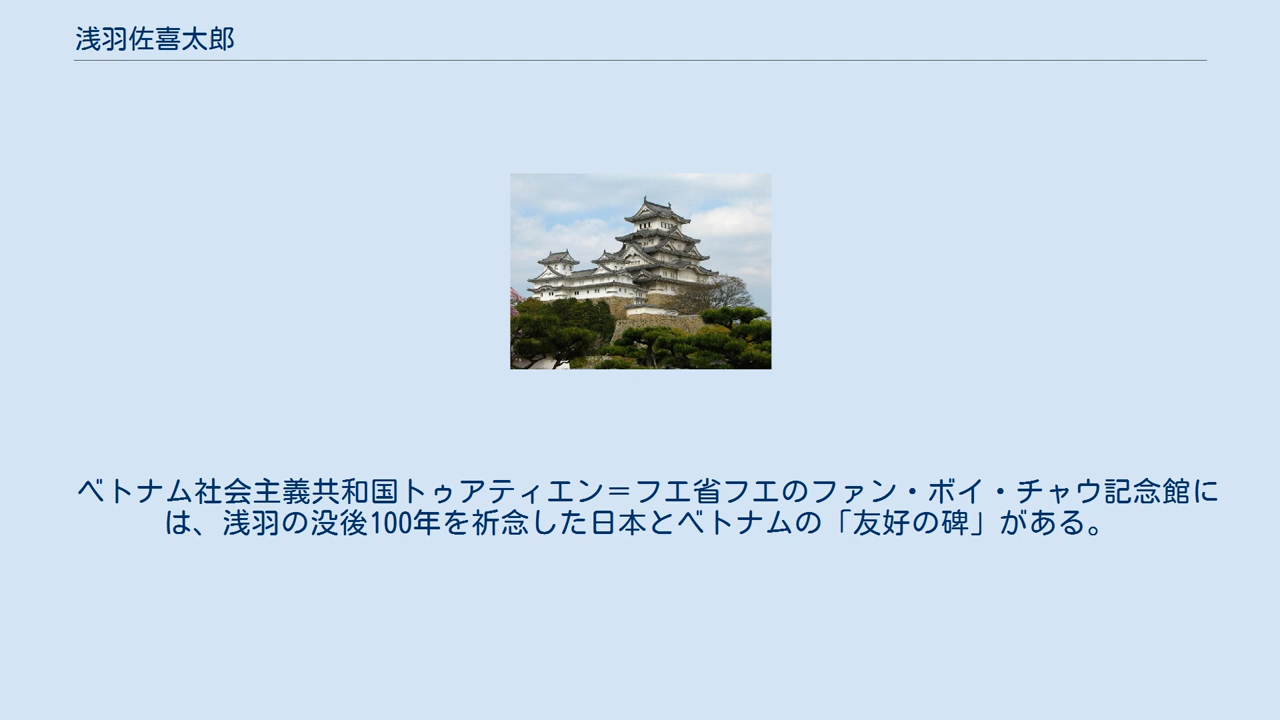 浅羽佐喜太郎
ベトナム社会主義共和国トゥアティエン＝フエ省フエのファン・ボイ・チャウ記念館に
は、浅羽の没後100年を祈念した日本とベトナムの「友好の碑」がある。